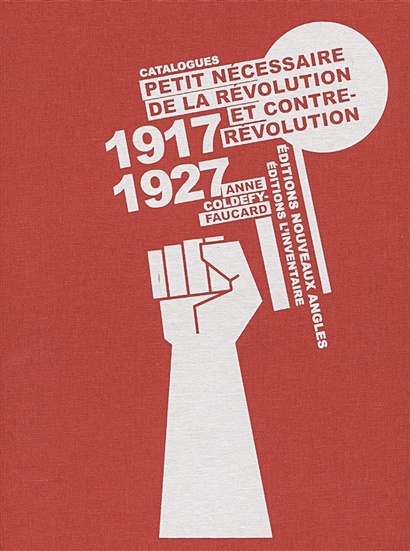 CATALOGUES
PETIT NÉCESSAIRE
DE LA RÉVOLUTION
ET CONTRE-
RÉVOLUTION
1917
1927
ANNE
COLDEFY-
FAUCARD
ÉDITIONS NOUVEAUX ANGLES
ÉDITIONS L'INVENTAIRE